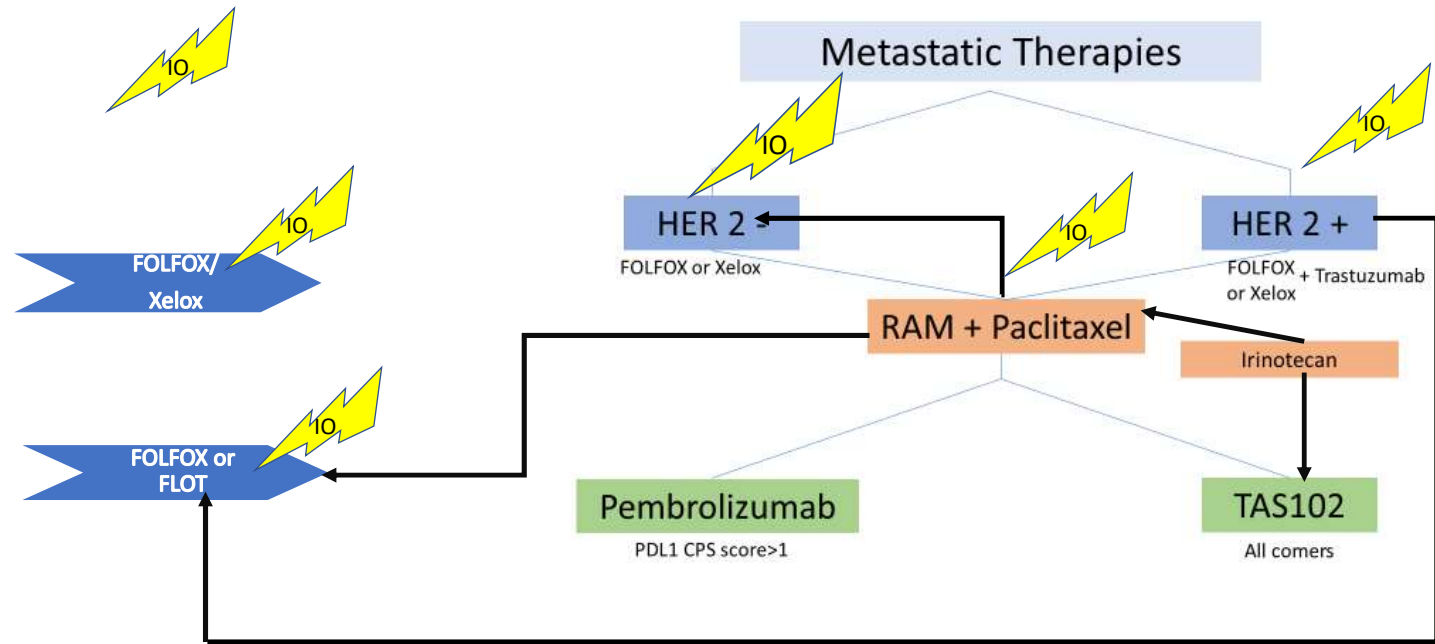 IO
Metastatic Therapies
IO
IO
IO
FOLFOX/
Xelox
HER 2 -
FOLFOX or Xelox
IO
HER 2 +
FOLFOX
or Xelox
+ Trastuzumab
RAM + Paclitaxel
Irinotecan
IO
FOLFOX or
FLOT
Pembrolizumab
PDL1 CPS score>1
TAS102
All comers